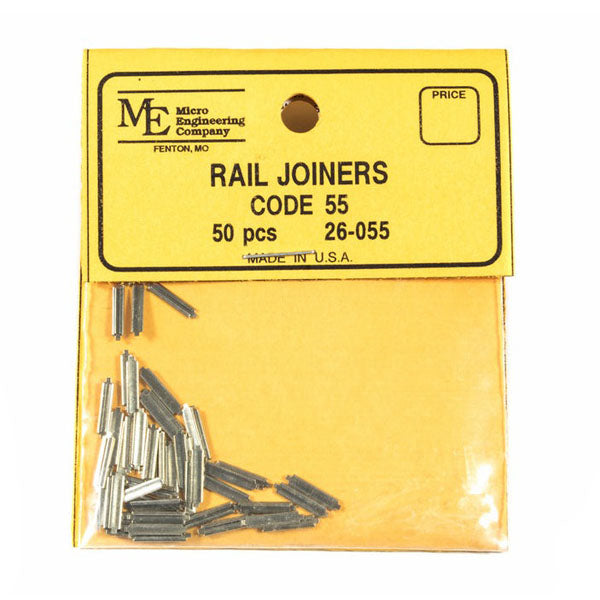 ME Micro
Engineering
Company
FENTON, MO
PRICE
RAIL JOINERS
CODE 55
50 pcs 26-055
MADE IN U.S.A.